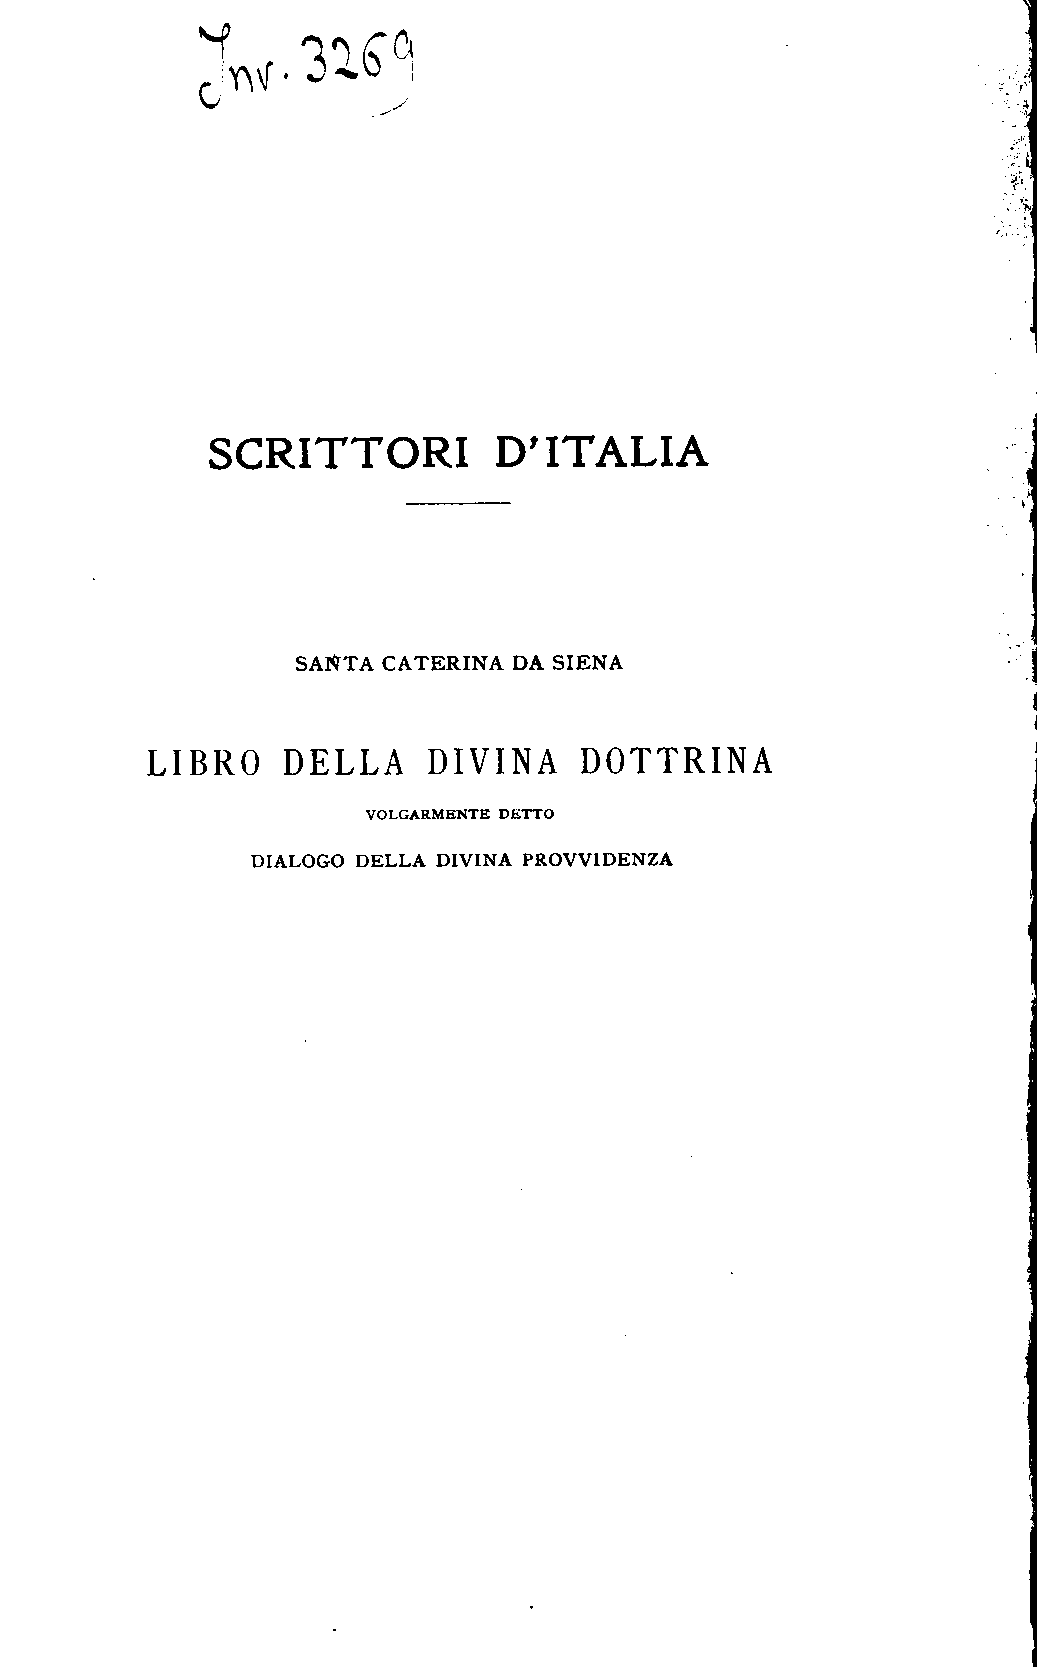 Inv. 3269
SCRITTORI D'ITALIA
SANTA CATERINA DA SIENA
LIBRO DELLA DIVINA DOTTRINA
VOLGARMENTE DETTO
DIALOGO DELLA DIVINA PROVVIDENZA